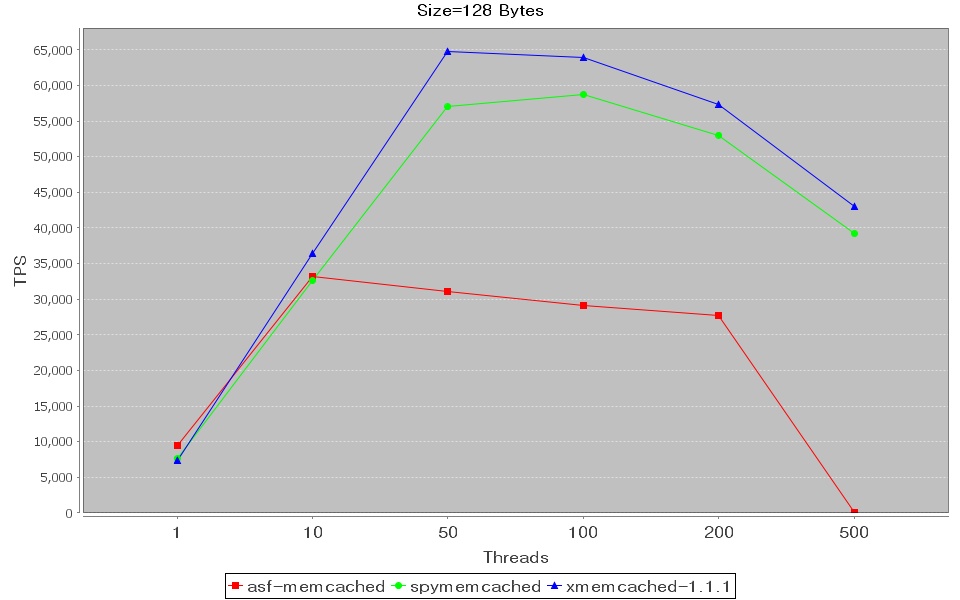 Size=128 Bytes
65,000
60,000
55,000
50,000
45,000
40,000
35,000
30,000
25,000
20,000
15,000
10,000
5,000
0
TPS
1 10 50 100 200 500
Threads
asf-memcached spymemcached xmemcached-1.1.1